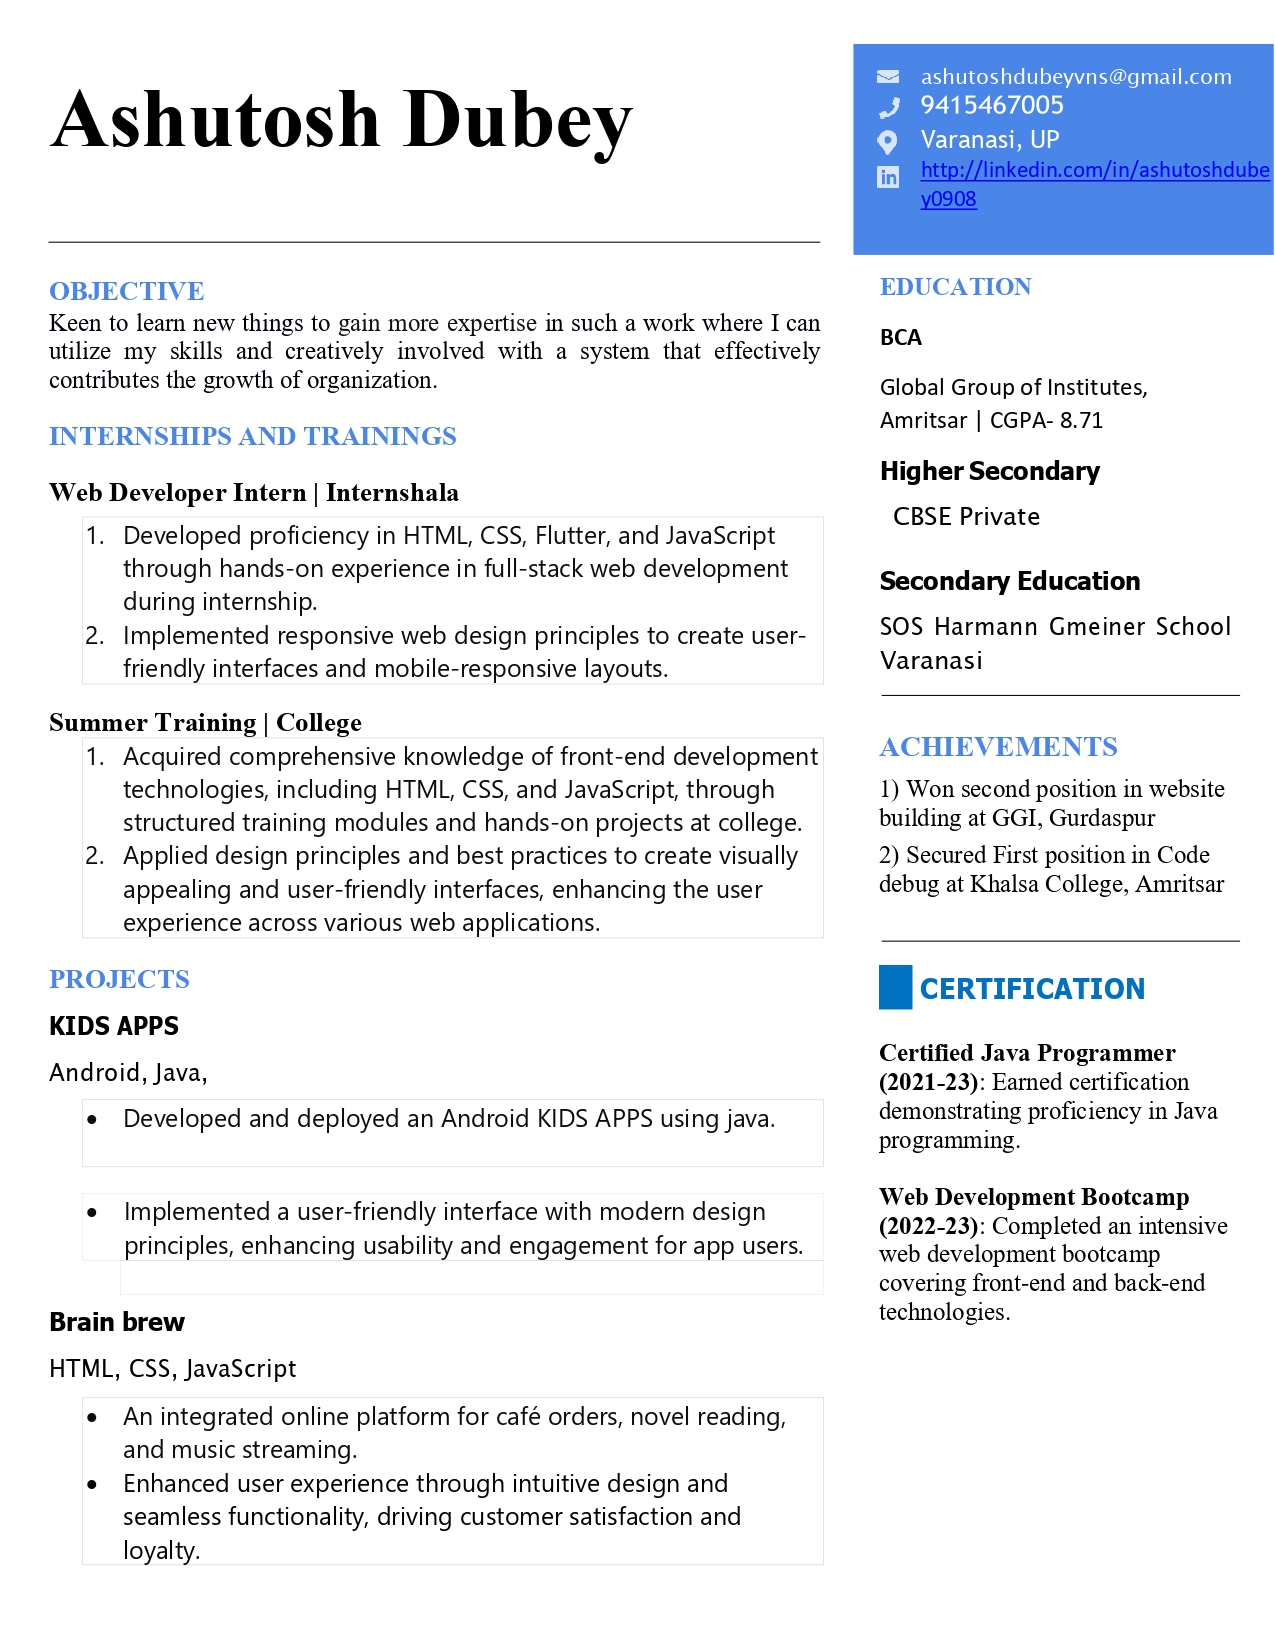 Ashutosh Dubey
ashutoshdubeyvns@gmail.com
9415467005
Varanasi, UP
http://linkedin.com/in/ashutoshdube
y0908
OBJECTIVE
Keen to learn new things to gain more expertise in such a work where I can
utilize my skills and creatively involved with a system that effectively
contributes the growth of organization.
INTERNSHIPS AND TRAININGS
Web Developer Intern | Internshala
1. Developed proficiency in HTML, CSS, Flutter, and JavaScript
through hands-on experience in full-stack web development
during internship.
2. Implemented responsive web design principles to create user-
friendly interfaces and mobile-responsive layouts.
Summer Training | College
1. Acquired comprehensive knowledge of front-end development
technologies, including HTML, CSS, and JavaScript, through
structured training modules and hands-on projects at college.
2. Applied design principles and best practices to create visually
appealing and user-friendly interfaces, enhancing the user
experience across various web applications.
PROJECTS
KIDS APPS
Android, Java,
• Developed and deployed an Android KIDS APPS using java.
• Implemented a user-friendly interface with modern design
principles, enhancing usability and engagement for app users.
Brain brew
HTML, CSS, JavaScript
• An integrated online platform for café orders, novel reading,
and music streaming.
• Enhanced user experience through intuitive design and
seamless functionality, driving customer satisfaction and
loyalty.
EDUCATION
BCA
Global Group of Institutes,
Amritsar | CGPA- 8.71
Higher Secondary
CBSE Private
Secondary Education
SOS Harmann Gmeiner School
Varanasi
ACHIEVEMENTS
1) Won second position in website
building at GGI, Gurdaspur
2) Secured First position in Code
debug at Khalsa College, Amritsar
CERTIFICATION
Certified Java Programmer
(2021-23): Earned certification
demonstrating proficiency in Java
programming.
Web Development Bootcamp
(2022-23): Completed an intensive
web development bootcamp
covering front-end and back-end
technologies.